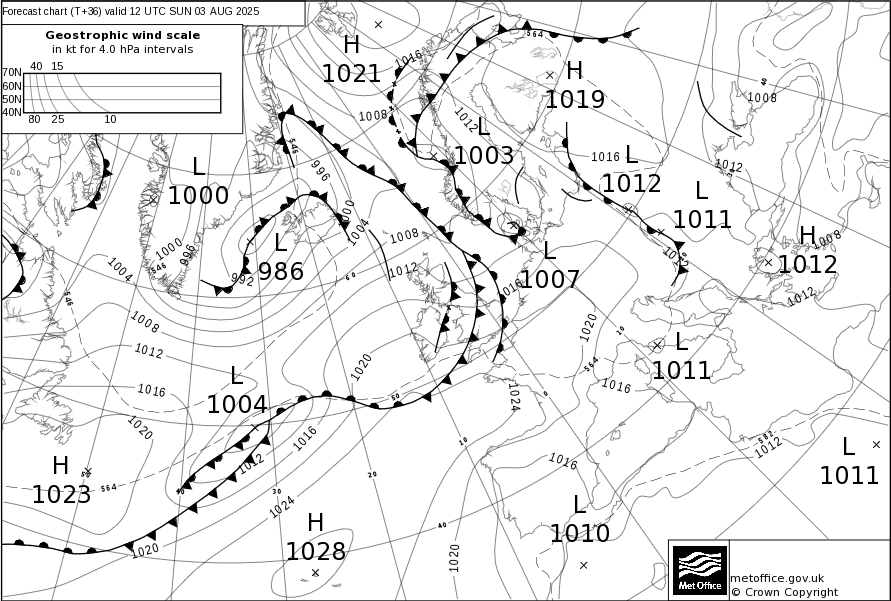 Forecast chart (T+36) valid 12 UTC SUN 03 AUG 2025
Geostrophic wind scale
in kt for 4.0 hPa intervals
40 15
70N
60N
50N
40N
80 25 10
H
1021
1016
564
H
1019
1008
1012
L
1003
1016
L
1012
1008
1012
546
996
L
1000
1000
1004
L
1011
L
986
1008
1012
L
1007
H
1012
1008
1012
1000
996
546
992
1004
60
1016
1012
546
1008
1012
1016
1020
1020
10
564
L
1011
1016
L
1004
50
1024
0
1020
1016
1012
10
20
1016
582
1012
L
1011
H
1023
50
564
40
30
1024
40
L
1010
H
1028
1020
1020
Met Office
metoffice.gov.uk
© Crown Copyright